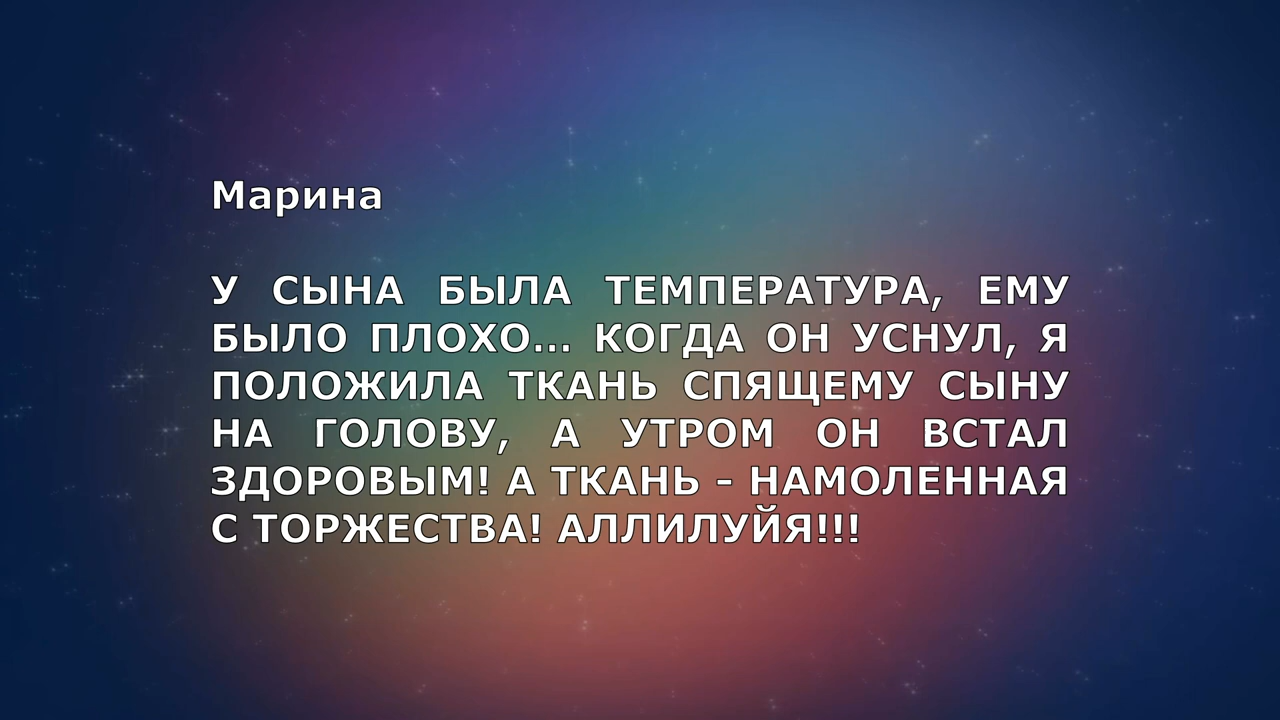 Марина
У СЫНА БЫЛА ТЕМПЕРАТУРА, ЕМУ
БЫЛО ПЛОХО... КОГДА ОН УСНУЛ, Я
ПОЛОЖИЛА ТКАНЬ СПЯЩЕМУ СЫНУ
НА ГОЛОВУ, А УТРОМ ОН ВСТАЛ
ЗДОРОВЫМ! А ТКАНЬ - НАМОЛЕННАЯ
С ТОРЖЕСТВА! АЛЛИЛУЙЯ!!!